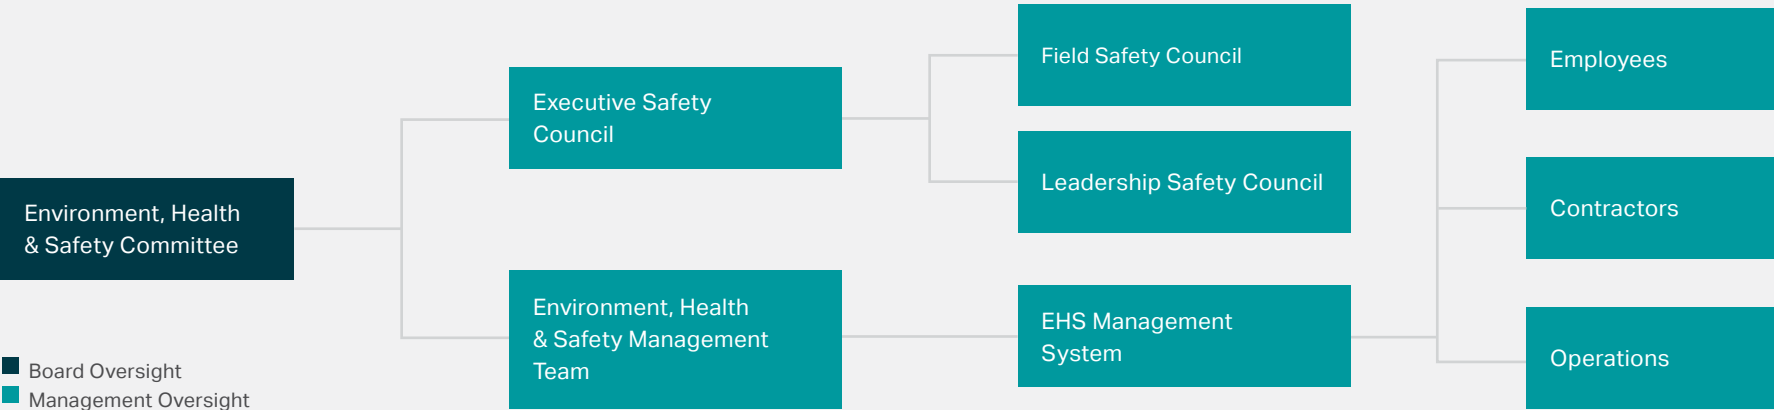 Environment, Health
& Safety Committee
Executive Safety
Council
Environment, Health
& Safety Management
Team
Field Safety Council
Leadership Safety Council
EHS Management
System
Employees
Contractors
Operations
Board Oversight
Management Oversight